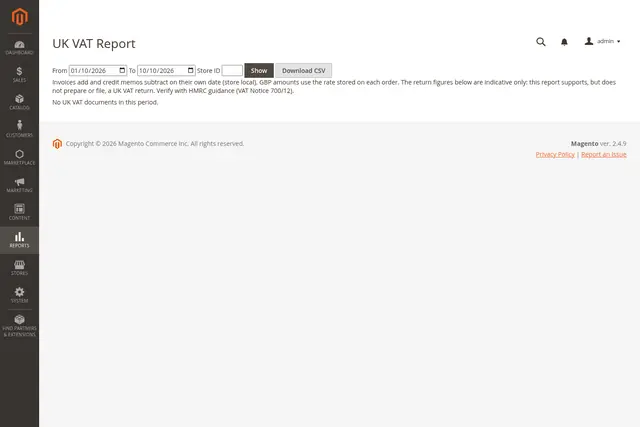 UK VAT Report
admin
From 01/10/2026 To 10/10/2026 Store ID Show Download CSV
Invoices add and credit memos subtract on their own date (store local), GBP amounts use the rate stored on each order. The return figures below are indicative only: this report supports, but does
not prepare or file, a UK VAT return. Verify with HMRC guidance (VAT Notice 700/12).
No UK VAT documents in this period.
Copyright © 2026 Magento Commerce Inc. All rights reserved.
Magento ver. 2.4.9
Privacy Policy | Report an Issue
DASHBOARD
SALES
CATALOG
CUSTOMERS
MARKETPLACE
MARKETING
CONTENT
REPORTS
STORES
SYSTEM
FIND PARTNERS
& EXTENSIONS